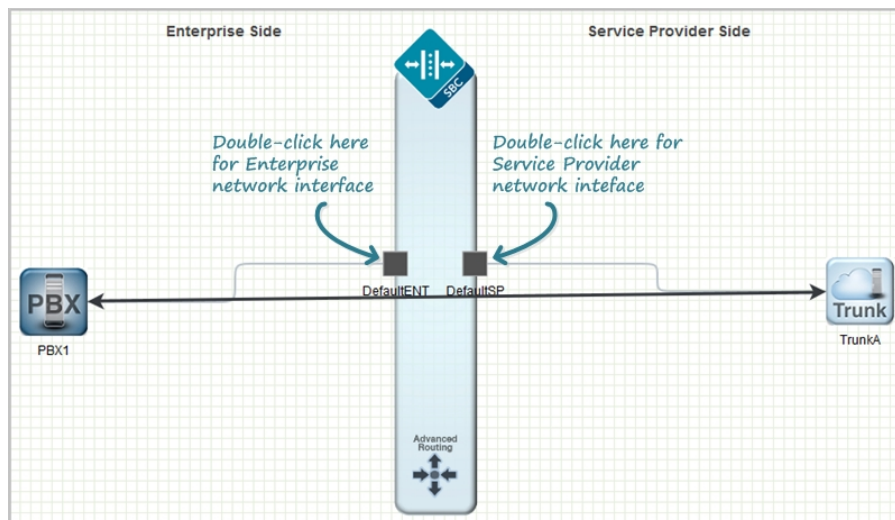 Enterprise Side
Service Provider Side
SBC
Double-click here
for Enterprise
network interface
Double-click here for
Service Provider
network inteface
DefaultENT
DefaultSP
PBX
PBX1
Trunk
TrunkA
Advanced
Routing